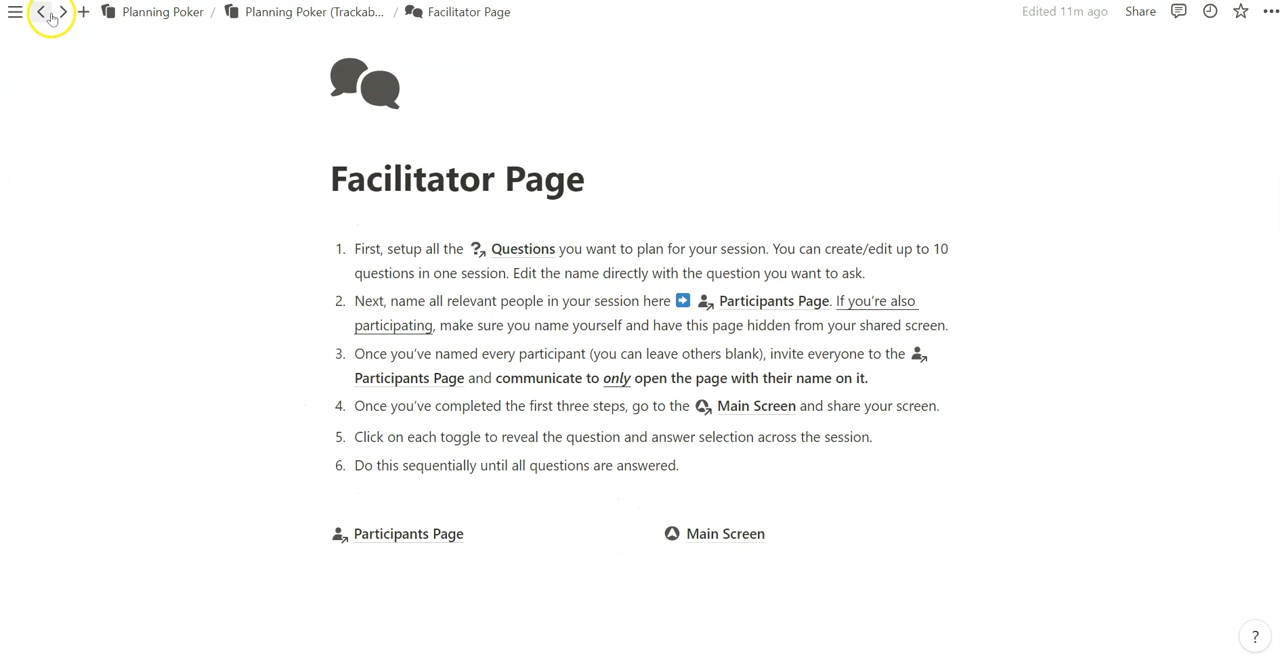 Planning Poker / Planning Poker (Trackab... / Facilitator Page Edited 11m ago Share
Facilitator Page
1. First, setup all the Questions you want to plan for your session. You can create/edit up to 10
questions in one session. Edit the name directly with the question you want to ask.
2. Next, name all relevant people in your session here Participants Page. If you're also
participating, make sure you name yourself and have this page hidden from your shared screen.
3. Once you've named every participant (you can leave others blank), invite everyone to the
Participants Page and communicate to only open the page with their name on it.
4. Once you've completed the first three steps, go to the Main Screen and share your screen.
5. Click on each toggle to reveal the question and answer selection across the session.
6. Do this sequentially until all questions are answered.
Participants Page Main Screen
?